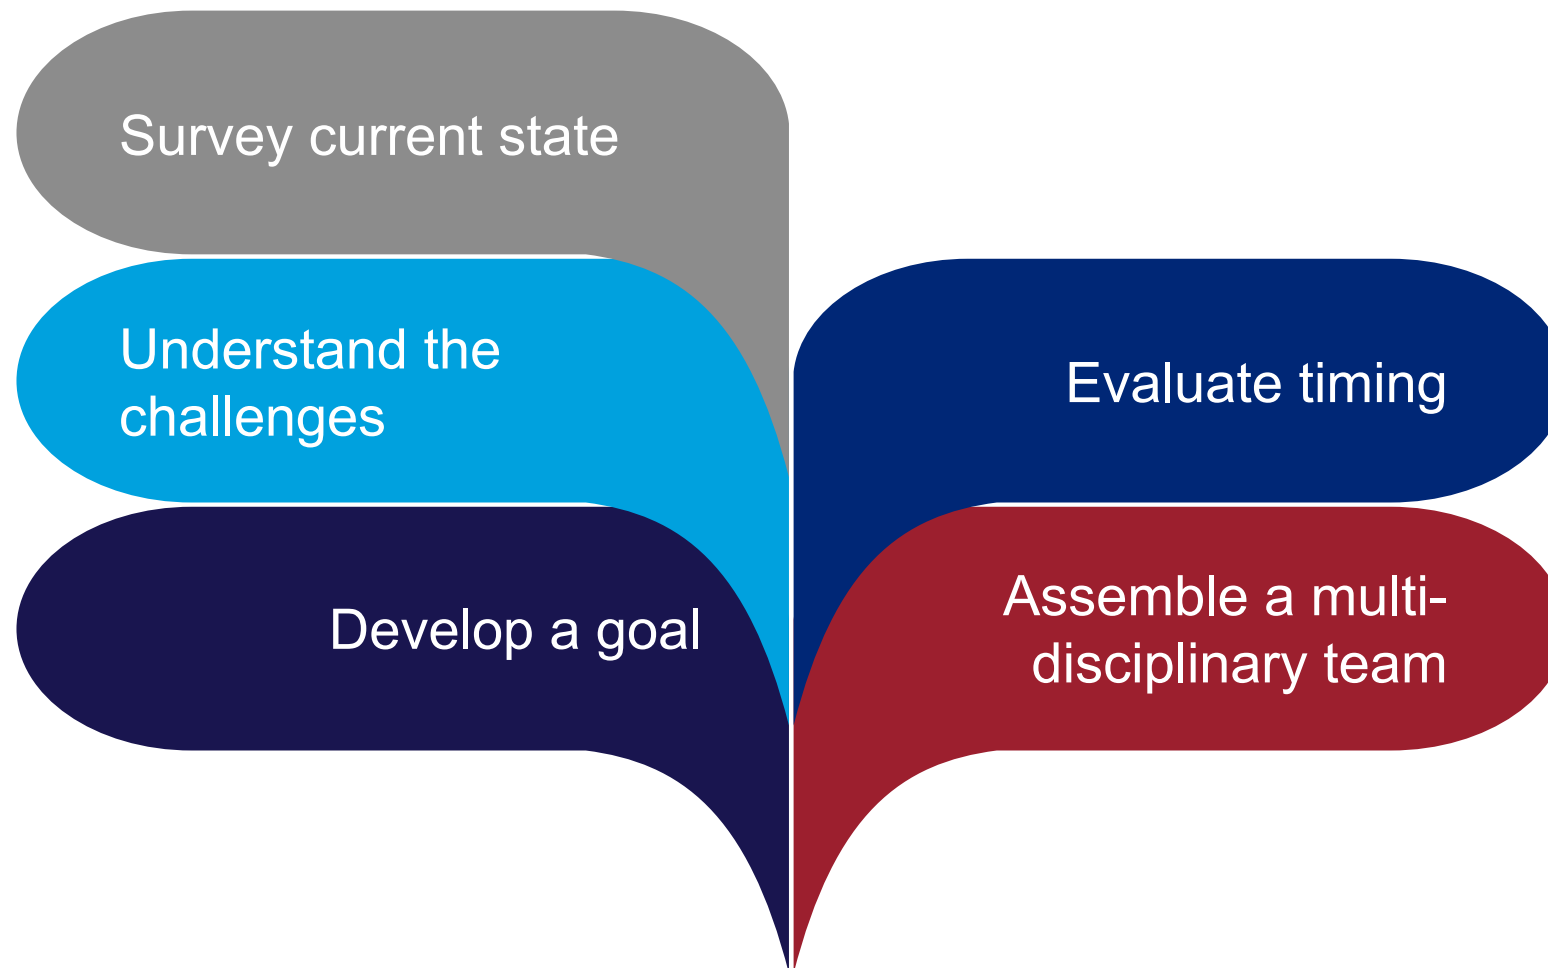 Survey current state
Understand the
challenges
Develop a goal
Evaluate timing
Assemble a multi-
disciplinary team